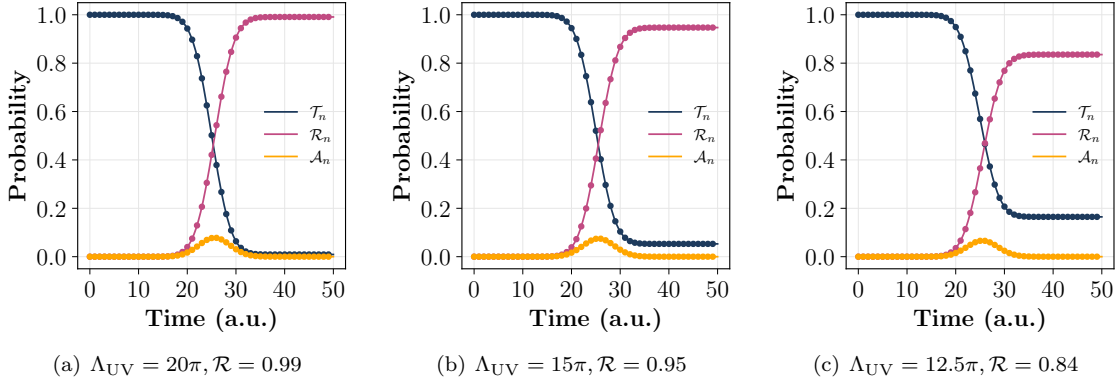 Probability
1.0
0.8
0.6
0.4
0.2
0.0
𝒯ₙ
ℛₙ
𝒜ₙ
0 10 20 30 40 50
Time (a.u.)
(a) Λ_UV = 20π, ℛ = 0.99
Probability
1.0
0.8
0.6
0.4
0.2
0.0
𝒯ₙ
ℛₙ
𝒜ₙ
0 10 20 30 40 50
Time (a.u.)
(b) Λ_UV = 15π, ℛ = 0.95
Probability
1.0
0.8
0.6
0.4
0.2
0.0
𝒯ₙ
ℛₙ
𝒜ₙ
0 10 20 30 40 50
Time (a.u.)
(c) Λ_UV = 12.5π, ℛ = 0.84